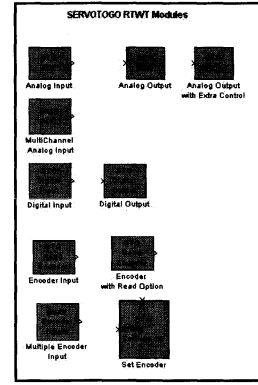 SERVOTOGO RTWT Modules
Analog Input
Analog Output
Analog Output
with Extra Control
MultiChannel
Analog Input
Digital Input
Digital Output
Encoder Input
Encoder
with Read Option
Multiple Encoder
Input
Set Encoder